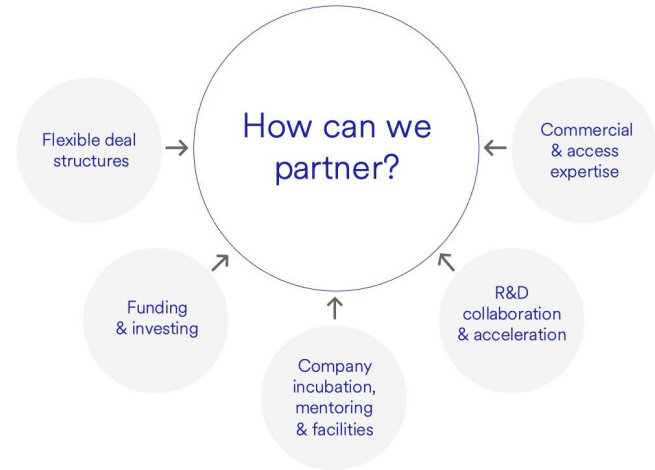 How can we
partner?
Flexible deal
structures
Funding
& investing
Company
incubation,
mentoring
& facilities
R&D
collaboration
& acceleration
Commercial
& access
expertise